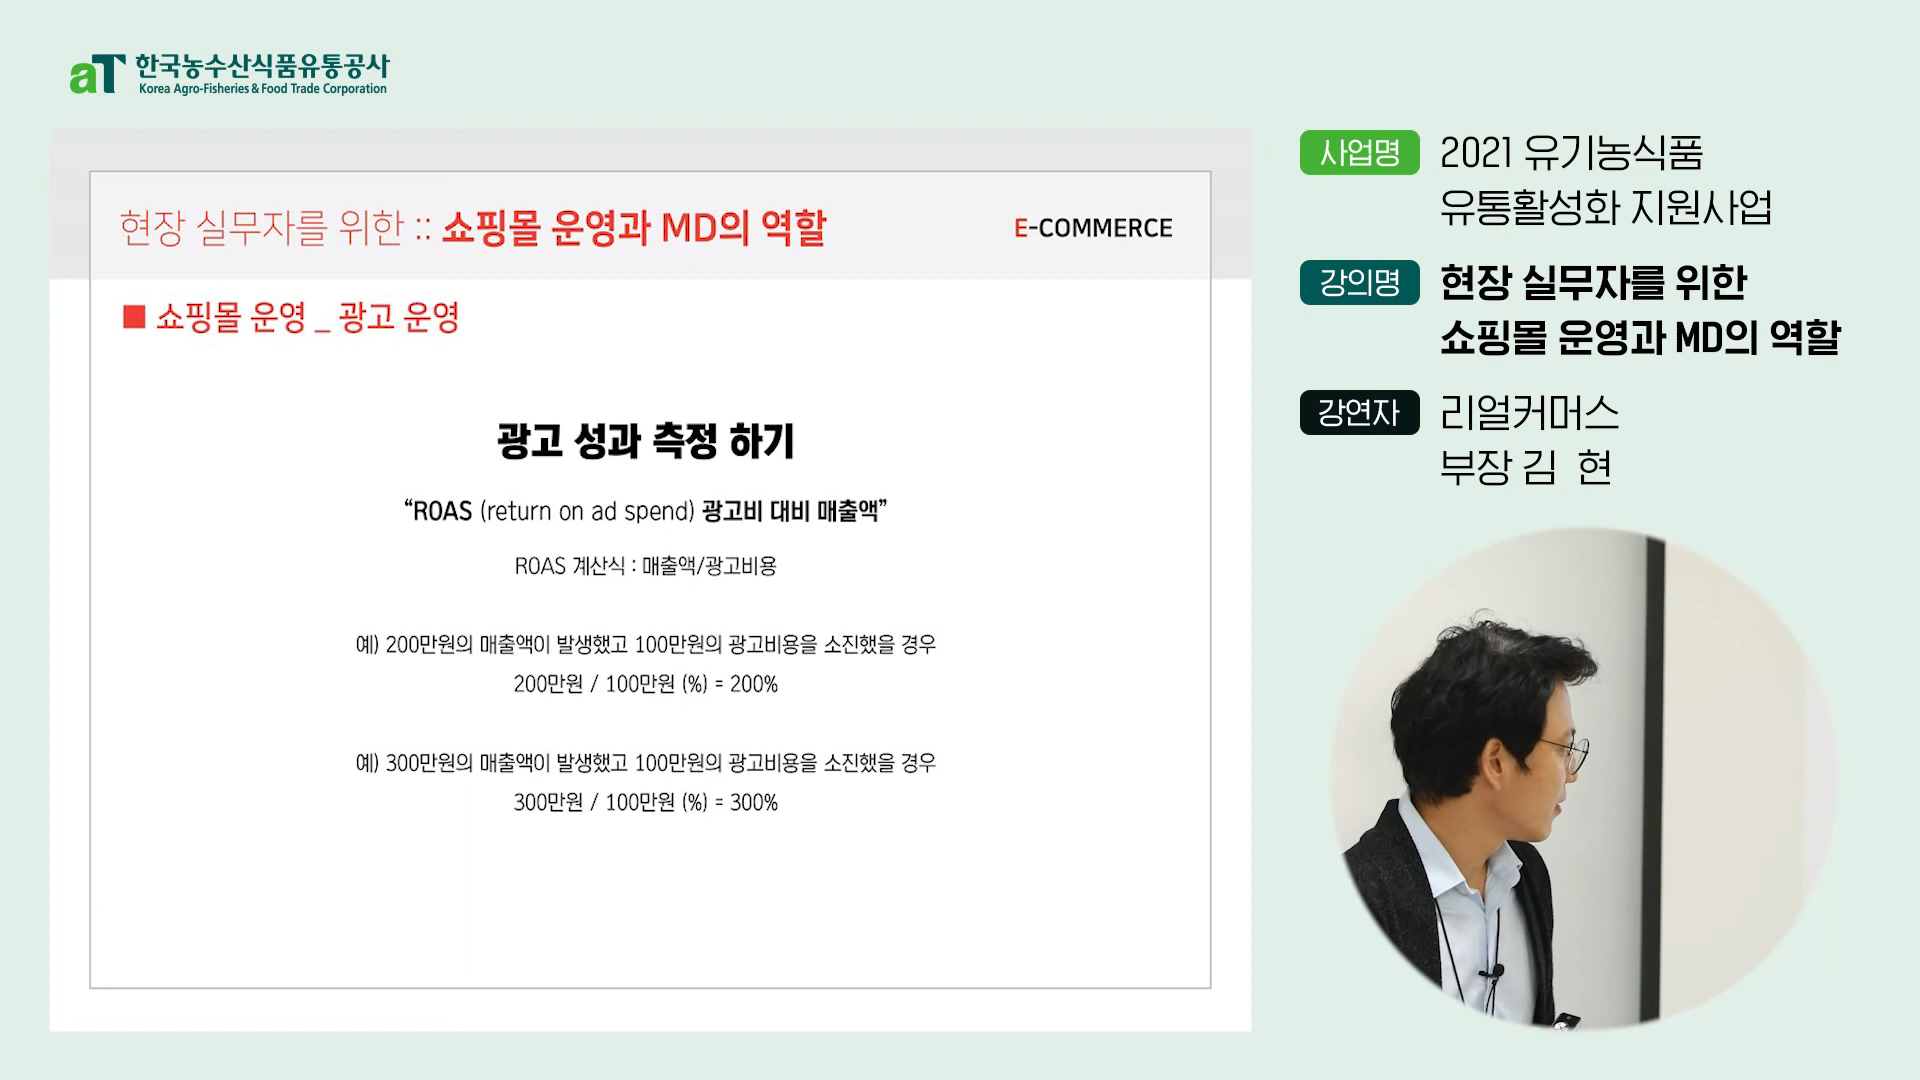 aT 한국농수산식품유통공사
Korea Agro-Fisheries & Food Trade Corporation
현장 실무자를 위한 :: 쇼핑몰 운영과 MD의 역할
E-COMMERCE
■ 쇼핑몰 운영 _ 광고 운영
광고 성과 측정 하기
“ROAS (return on ad spend) 광고비 대비 매출액”
ROAS 계산식 : 매출액/광고비용
예) 200만원의 매출액이 발생했고 100만원의 광고비용을 소진했을 경우
200만원 / 100만원 (%) = 200%
예) 300만원의 매출액이 발생했고 100만원의 광고비용을 소진했을 경우
300만원 / 100만원 (%) = 300%
사업명 2021 유기농식품
유통활성화 지원사업
강의명 현장 실무자를 위한
쇼핑몰 운영과 MD의 역할
강연자 리얼커머스
부장 김 현